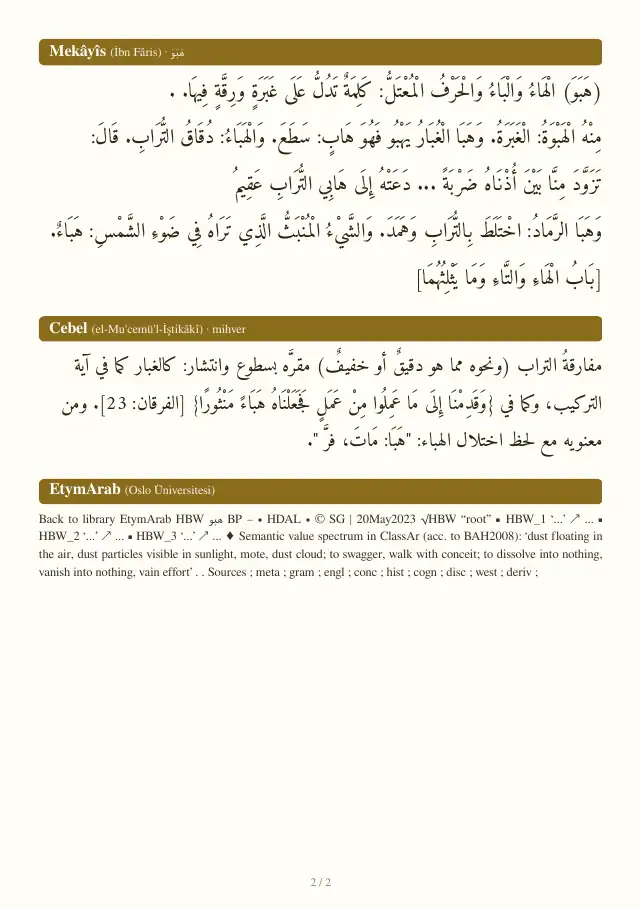 Mekâyîs (İbn Fâris) · هَبَوَ
(هَبَوَ) الْهَاءُ وَالْبَاءُ وَالْحَرْفُ الْمُعْتَلُّ: كَلِمَةٌ تَدُلُّ عَلَى غَبَرَةٍ وَرِقَّةٍ فِيهَا. .
مِنْهُ الْهَبْوَةُ: الْغَبَرَةُ. وَهَبَا الْغُبَارُ يَهْبُو فَهُوَ هَابٍ: سَطَعَ. وَالْهَبَاءُ: دُقَاقُ التُّرَابِ. قَالَ:
تَزَوَّدَ مِنَّا بَيْنَ أُذْنَاهُ ضَرْبَةً ... دَعَتْهُ إِلَى هَابِي التُّرَابِ عَقِيمُ
وَهَبَا الرَّمَادُ: اخْتَلَطَ بِالتُّرَابِ وَهَمَدَ. وَالشَّيْءُ الْمُنْبَثُّ الَّذِي تَرَاهُ فِي ضَوْءِ الشَّمْسِ: هَبَاءٌ.
[بَابُ الْهَاءِ وَالتَّاءِ وَمَا يَثْلِثُهُمَا]
Cebel (el-Mu'cemü'l-İştikâkî) · mihver
مفارقةُ التراب (ونحوه مما هو دقيقٌ أو خفيفٌ) مقرَّه بسطوع وانتشار: كالغبار كما في آية
التركيب، وكما في {وَقَدِمْنَا إِلَى مَا عَمِلُوا مِنْ عَمَلٍ فَجَعَلْنَاهُ هَبَاءً مَنْثُورًا} [الفرقان: 23]. ومن
معنويه مع لحظ اختلال الهباء: "هَبَا: مَاتَ، فرَّ ".
EtymArab (Oslo Üniversitesi)
Back to library EtymArab HBW هبو BP – • HDAL • © SG | 20May2023 √HBW “root” ▪ HBW_1 ‘...’ ↗ ... ▪
HBW_2 ‘...’ ↗ ... ▪ HBW_3 ‘...’ ↗ ... ♦ Semantic value spectrum in ClassAr (acc. to BAH2008): ‘dust floating in
the air, dust particles visible in sunlight, mote, dust cloud; to swagger, walk with conceit; to dissolve into nothing,
vanish into nothing, vain effort’ . . Sources ; meta ; gram ; engl ; conc ; hist ; cogn ; disc ; west ; deriv ;
2 / 2